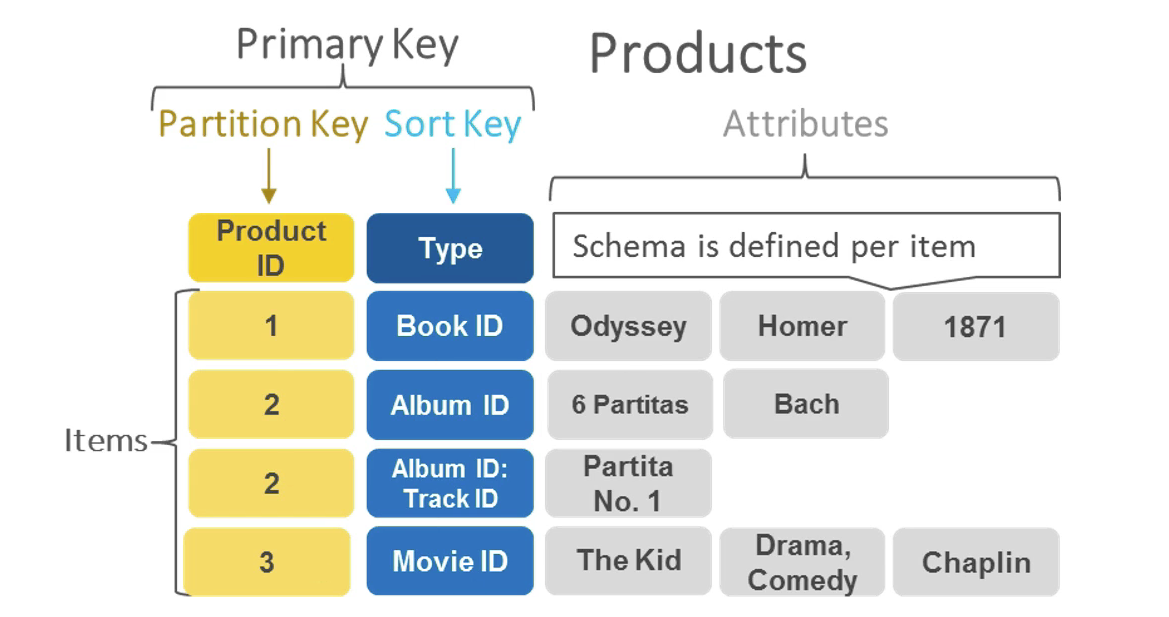 Primary Key
Products
Partition Key
Sort Key
Attributes
Product
ID
Type
Schema is defined per item
Items
1
Book ID
Odyssey
Homer
1871
2
Album ID
6 Partitas
Bach
2
Album ID:
Track ID
Partita
No. 1
3
Movie ID
The Kid
Drama,
Comedy
Chaplin